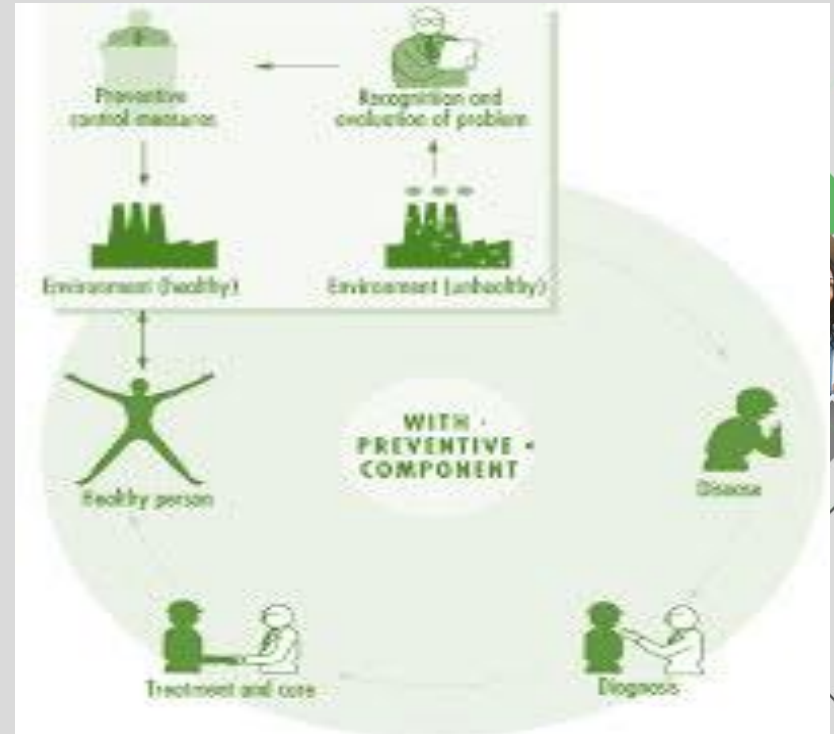 Preventive
control measures
Recognition and
evaluation of problem
Environment (healthy)
Environment (unhealthy)
WITH
PREVENTIVE
COMPONENT
Healthy person
Disease
Treatment and cure
Diagnosis